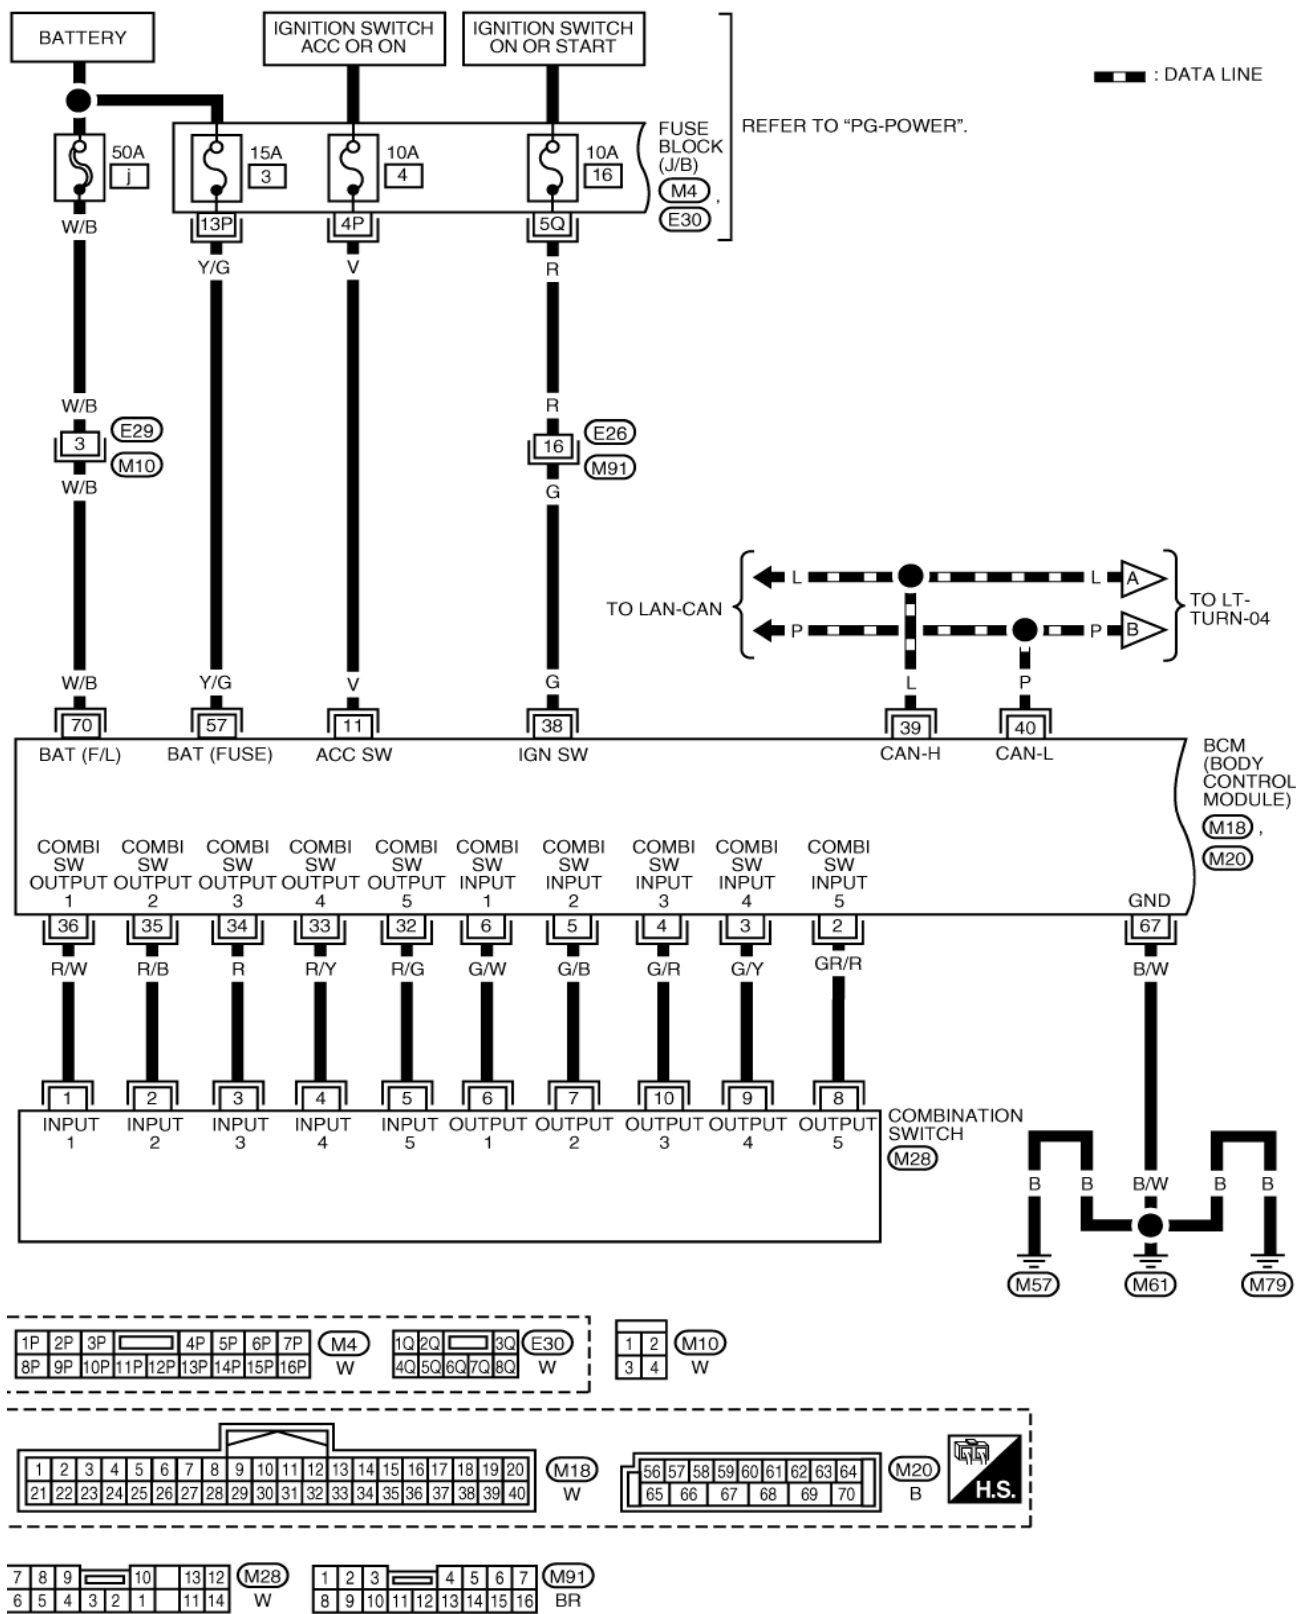 BATTERY
IGNITION SWITCH
ACC OR ON
IGNITION SWITCH
ON OR START
: DATA LINE
50A
j
15A
3
10A
4
10A
16
FUSE
BLOCK
(J/B)
M4 ,
E30
REFER TO “PG-POWER”.
13P 4P 5Q
W/B Y/G V R
W/B R
3 E29
M10
16 E26
M91
W/B G
TO LAN-CAN
L L A
P P B
TO LT-
TURN-04
W/B Y/G V G L P
70 57 11 38 39 40
BAT (F/L) BAT (FUSE) ACC SW IGN SW CAN-H CAN-L
BCM
(BODY
CONTROL
MODULE)
M18 ,
M20
COMBI COMBI COMBI COMBI COMBI COMBI COMBI COMBI COMBI COMBI
SW SW SW SW SW SW SW SW SW SW
OUTPUT OUTPUT OUTPUT OUTPUT OUTPUT INPUT INPUT INPUT INPUT INPUT
1 2 3 4 5 1 2 3 4 5 GND
36 35 34 33 32 6 5 4 3 2 67
R/W R/B R R/Y R/G G/W G/B G/R G/Y GR/R B/W
1 2 3 4 5 6 7 10 9 8
INPUT INPUT INPUT INPUT INPUT OUTPUT OUTPUT OUTPUT OUTPUT OUTPUT
1 2 3 4 5 1 2 3 4 5
COMBINATION
SWITCH
M28
B B B/W B B
M57 M61 M79
1P 2P 3P 4P 5P 6P 7P
8P 9P 10P 11P 12P 13P 14P 15P 16P
M4
W
1Q 2Q 3Q
4Q 5Q 6Q 7Q 8Q
E30
W
1 2
3 4
M10
W
1 2 3 4 5 6 7 8 9 10 11 12 13 14 15 16 17 18 19 20
21 22 23 24 25 26 27 28 29 30 31 32 33 34 35 36 37 38 39 40
M18
W
56 57 58 59 60 61 62 63 64
65 66 67 68 69 70
M20
B
H.S.
7 8 9 10 13 12
6 5 4 3 2 1 11 14
M28
W
1 2 3 4 5 6 7
8 9 10 11 12 13 14 15 16
M91
BR